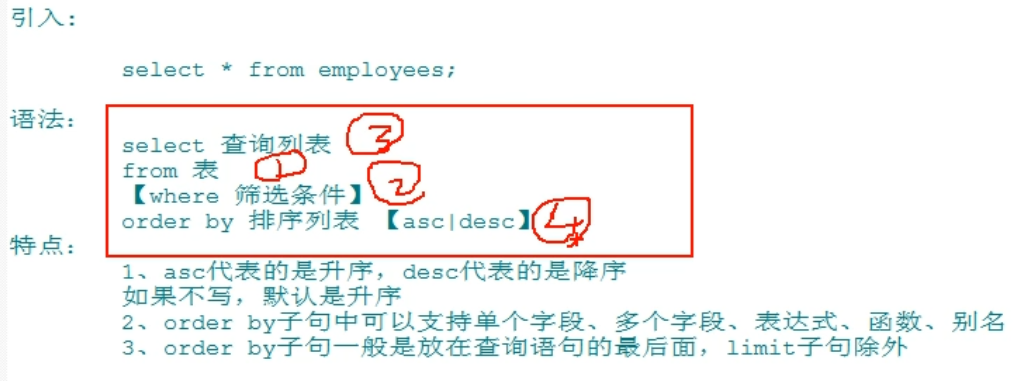 引入：
select * from employees;
语法：
select 查询列表 3
from 表 1
【where 筛选条件】 2
order by 排序列表 【asc|desc】 4
特点：
1、asc代表的是升序，desc代表的是降序
如果不写，默认是升序
2、order by子句中可以支持单个字段、多个字段、表达式、函数、别名
3、order by子句一般是放在查询语句的最后面，limit子句除外